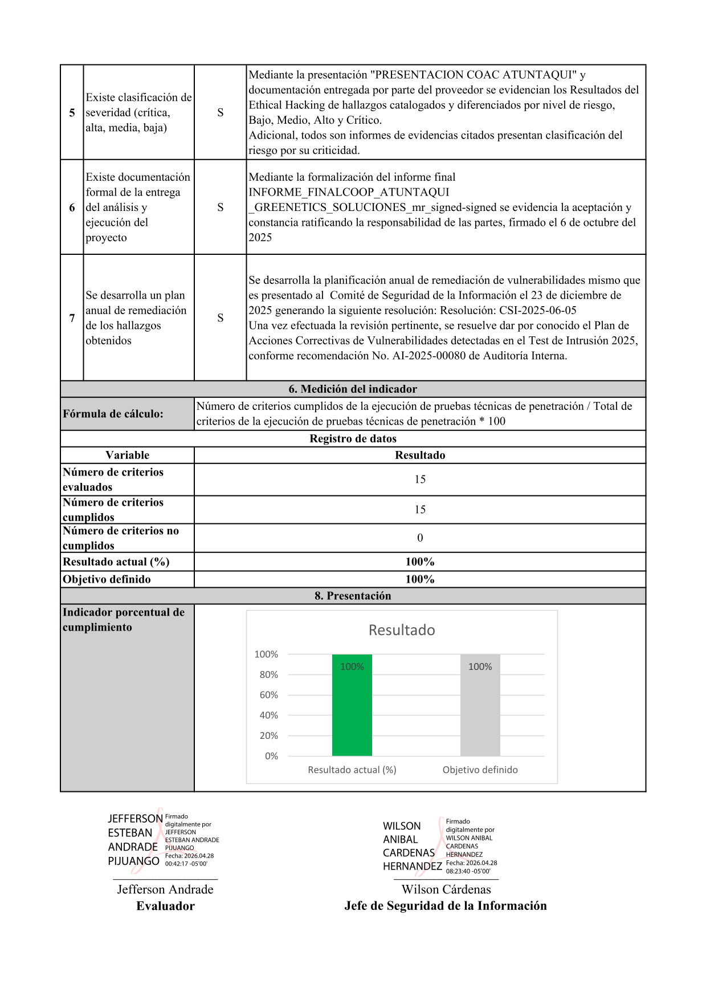 5
Existe clasificación de
severidad (crítica,
alta, media, baja)
S
Mediante la presentación "PRESENTACION COAC ATUNTAQUI" y
documentación entregada por parte del proveedor se evidencian los Resultados del
Ethical Hacking de hallazgos catalogados y diferenciados por nivel de riesgo,
Bajo, Medio, Alto y Crítico.
Adicional, todos son informes de evidencias citados presentan clasificación del
riesgo por su criticidad.
6
Existe documentación
formal de la entrega
del análisis y
ejecución del
proyecto
S
Mediante la formalización del informe final
INFORME_FINALCOOP_ATUNTAQUI
_GREENETICS_SOLUCIONES_mr_signed-signed se evidencia la aceptación y
constancia ratificando la responsabilidad de las partes, firmado el 6 de octubre del
2025
7
Se desarrolla un plan
anual de remediación
de los hallazgos
obtenidos
S
Se desarrolla la planificación anual de remediación de vulnerabilidades mismo que
es presentado al  Comité de Seguridad de la Información el 23 de diciembre de
2025 generando la siguiente resolución: Resolución: CSI-2025-06-05
Una vez efectuada la revisión pertinente, se resuelve dar por conocido el Plan de
Acciones Correctivas de Vulnerabilidades detectadas en el Test de Intrusión 2025,
conforme recomendación No. AI-2025-00080 de Auditoría Interna.
6. Medición del indicador
Fórmula de cálculo:
Número de criterios cumplidos de la ejecución de pruebas técnicas de penetración / Total de
criterios de la ejecución de pruebas técnicas de penetración * 100
Registro de datos
Variable
Resultado
Número de criterios
evaluados
15
Número de criterios
cumplidos
15
Número de criterios no
cumplidos
0
Resultado actual (%)
100%
Objetivo definido
100%
8. Presentación
Indicador porcentual de
cumplimiento
Resultado
100%
80%
60%
40%
20%
0%
100%
100%
Resultado actual (%)
Objetivo definido
JEFFERSON
ESTEBAN
ANDRADE
PIJUANGO
Firmado
digitalmente por
JEFFERSON
ESTEBAN ANDRADE
PIJUANGO
Fecha: 2026.04.28
00:42:17 -05'00'
Jefferson Andrade
Evaluador
WILSON
ANIBAL
CARDENAS
HERNANDEZ
Firmado
digitalmente por
WILSON ANIBAL
CARDENAS
HERNANDEZ
Fecha: 2026.04.28
08:23:40 -05'00'
Wilson Cárdenas
Jefe de Seguridad de la Información